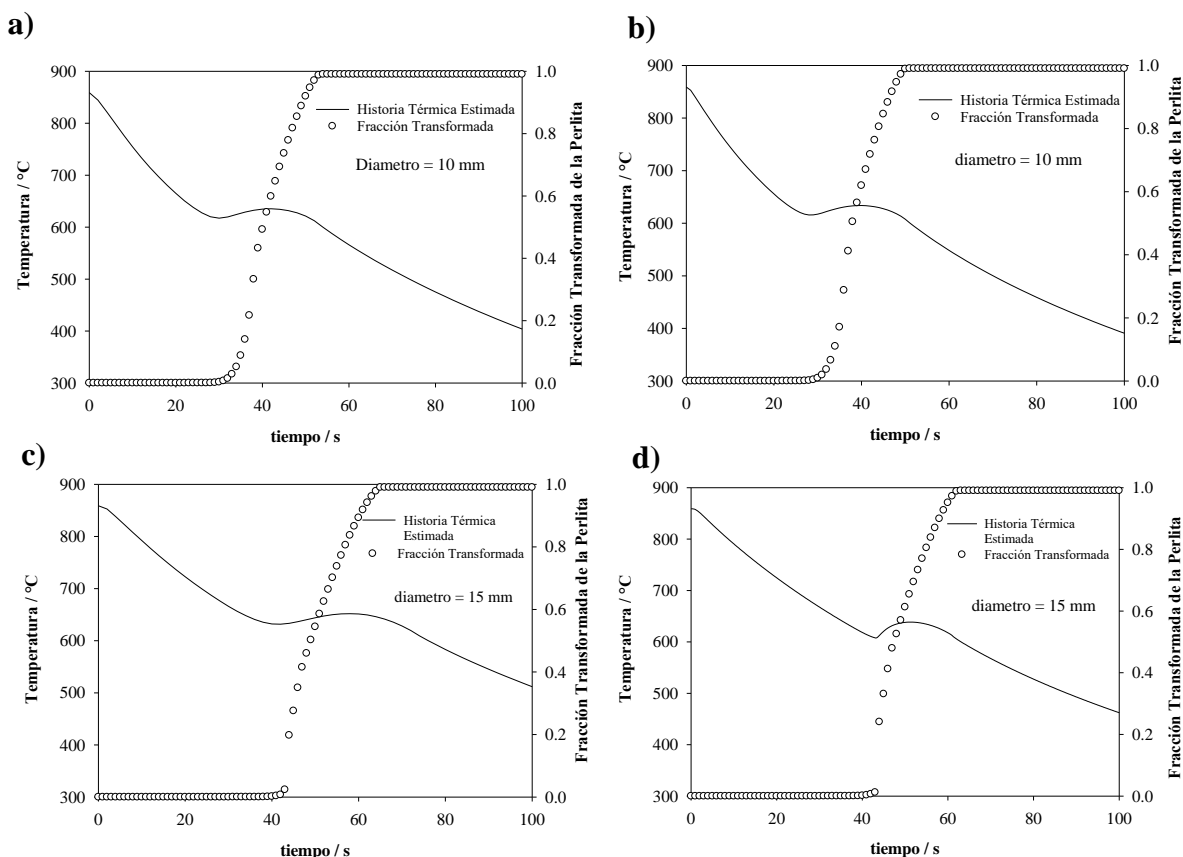 a)
900
800
700
600
500
400
300
0
20
40
60
80
100
1.0
0.8
0.6
0.4
0.2
0.0
Temperatura / °C
tiempo / s
Fracción Transformada de la Perlita
Historia Térmica Estimada
Fracción Transformada
Diametro = 10 mm
b)
900
800
700
600
500
400
300
0
20
40
60
80
100
1.0
0.8
0.6
0.4
0.2
0.0
Temperatura / °C
tiempo / s
Fracción Transformada de la Perlita
Historia Térmica Estimada
Fracción Transformada
diametro = 10 mm
c)
900
800
700
600
500
400
300
0
20
40
60
80
100
1.0
0.8
0.6
0.4
0.2
0.0
Temperatura / °C
tiempo / s
Fracción Transformada de la Perlita
Historia Térmica
Estimada
Fracción Transformada
diametro = 15 mm
d)
900
800
700
600
500
400
300
0
20
40
60
80
100
1.0
0.8
0.6
0.4
0.2
0.0
Temperatura / °C
tiempo / s
Fracción Transformada de la Perlita
Historia Térmica
Estimada
Fracción Transformada
diametro = 15 mm